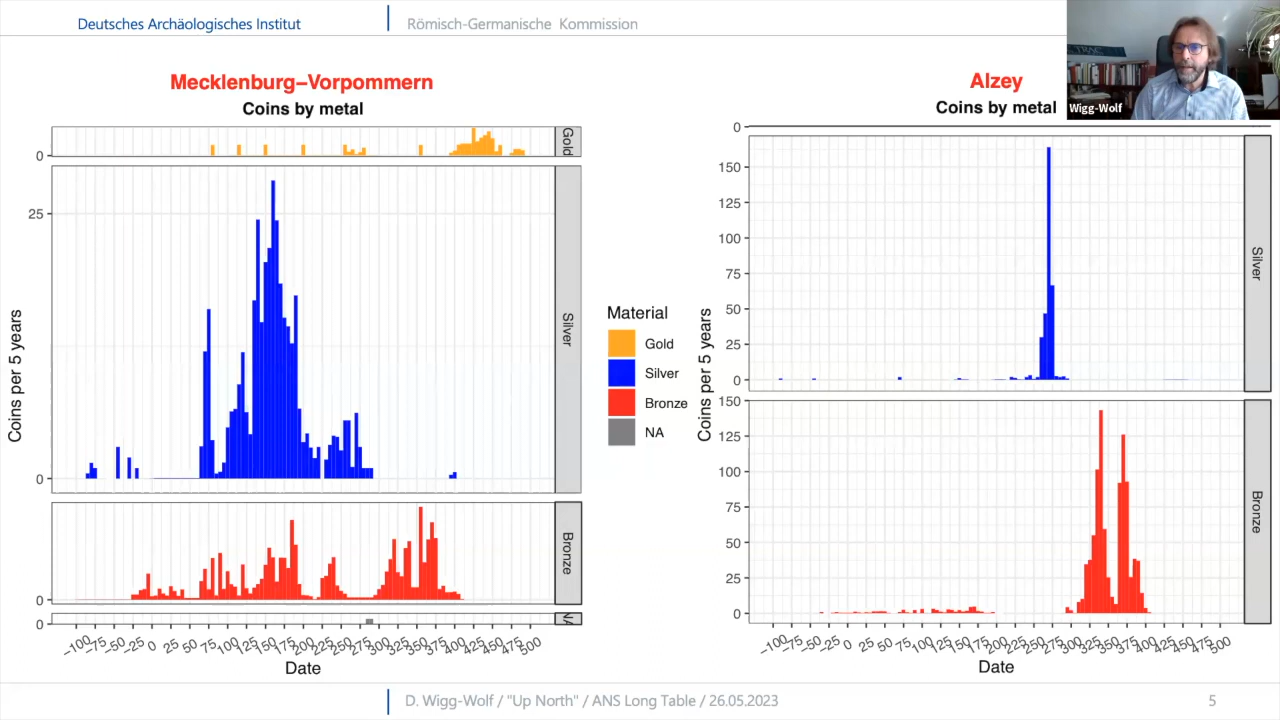 Deutsches Archäologisches Institut
Römisch-Germanische Kommission
TRAC
Wigg-Wolf
Mecklenburg–Vorpommern
Coins by metal
Gold
0
25
Silver
0
Bronze
0
NA
0
Coins per 5 years
−100 −75 −50 −25 0 25 50 75 100 125 150 175 200 225 250 275 300 325 350 375 400 425 450 475 500
Date
Material
Gold
Silver
Bronze
NA
Alzey
Coins by metal
0
150
125
100
75
50
25
0
Silver
150
125
100
75
50
25
0
Bronze
Coins per 5 years
−100 −75 −50 −25 0 25 50 75 100 125 150 175 200 225 250 275 300 325 350 375 400 425 450 475 500
Date
D. Wigg-Wolf / "Up North" / ANS Long Table / 26.05.2023
5